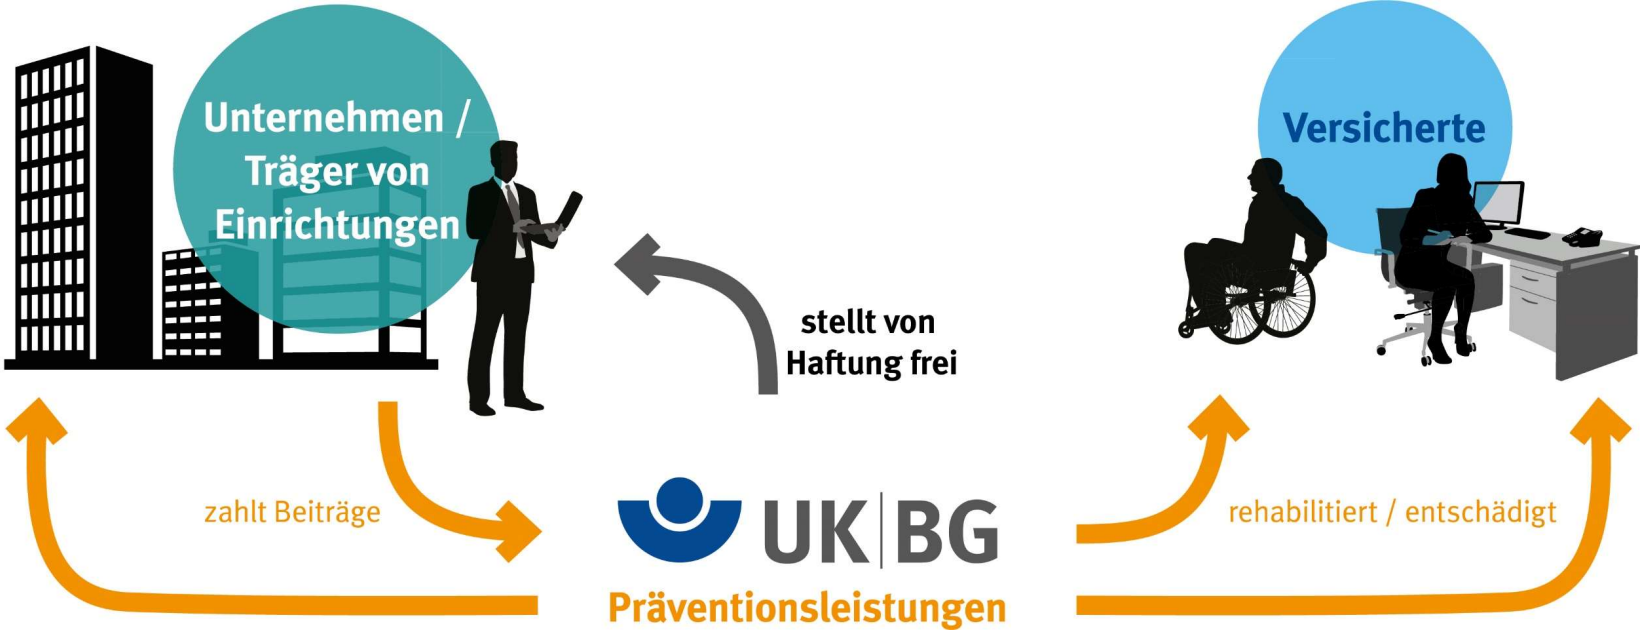 Unternehmen /
Träger von
Einrichtungen
Versicherte
stellt von
Haftung frei
zahlt Beiträge
UK|BG
rehabilitiert / entschädigt
Präventionsleistungen